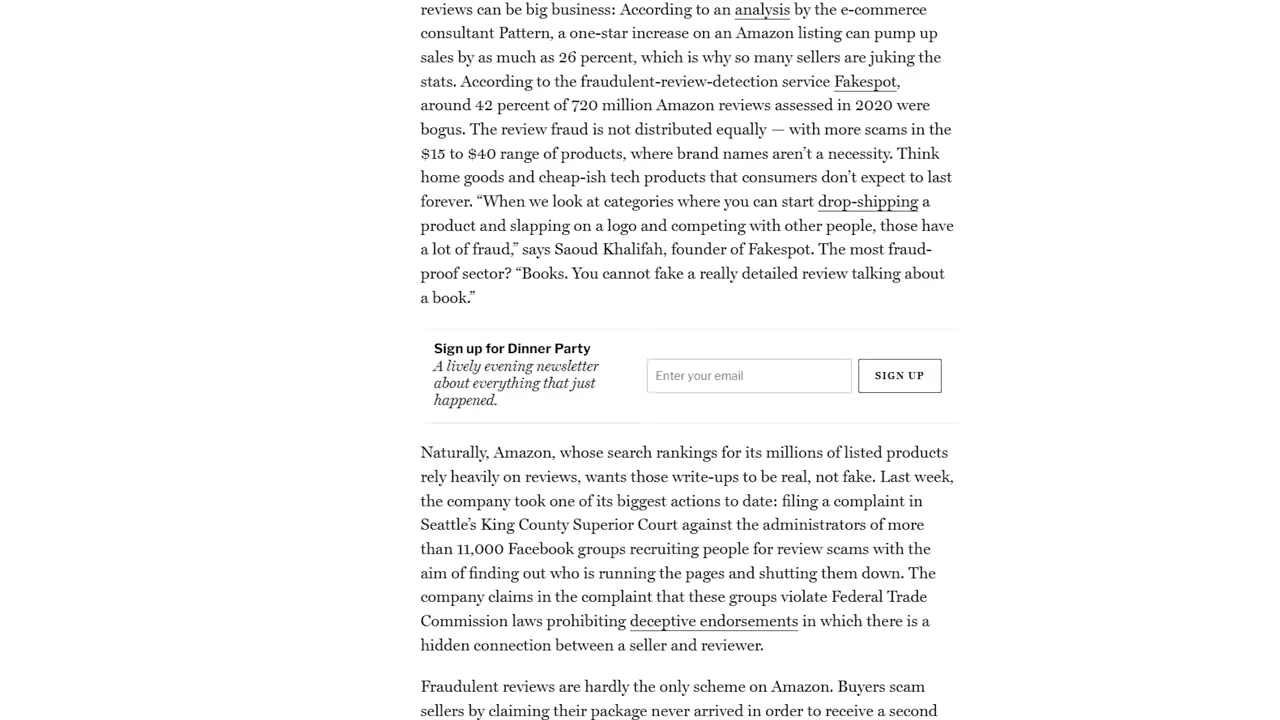 reviews can be big business: According to an analysis by the e-commerce
consultant Pattern, a one-star increase on an Amazon listing can pump up
sales by as much as 26 percent, which is why so many sellers are juking the
stats. According to the fraudulent-review-detection service Fakespot,
around 42 percent of 720 million Amazon reviews assessed in 2020 were
bogus. The review fraud is not distributed equally — with more scams in the
$15 to $40 range of products, where brand names aren’t a necessity. Think
home goods and cheap-ish tech products that consumers don’t expect to last
forever. “When we look at categories where you can start drop-shipping a
product and slapping on a logo and competing with other people, those have
a lot of fraud,” says Saoud Khalifah, founder of Fakespot. The most fraud-
proof sector? “Books. You cannot fake a really detailed review talking about
a book.”
Sign up for Dinner Party
A lively evening newsletter
about everything that just
happened.
Enter your email
SIGN UP
Naturally, Amazon, whose search rankings for its millions of listed products
rely heavily on reviews, wants those write-ups to be real, not fake. Last week,
the company took one of its biggest actions to date: filing a complaint in
Seattle’s King County Superior Court against the administrators of more
than 11,000 Facebook groups recruiting people for review scams with the
aim of finding out who is running the pages and shutting them down. The
company claims in the complaint that these groups violate Federal Trade
Commission laws prohibiting deceptive endorsements in which there is a
hidden connection between a seller and reviewer.
Fraudulent reviews are hardly the only scheme on Amazon. Buyers scam
sellers by claiming their package never arrived in order to receive a second